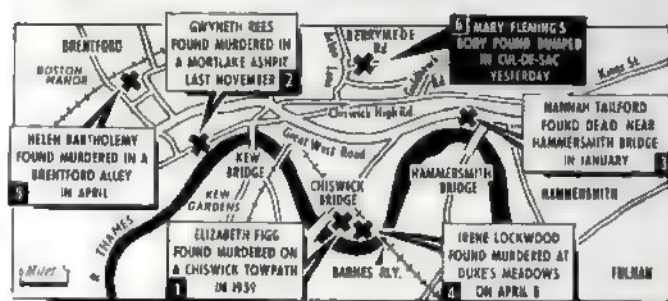 GWYNETH REES
FOUND MURDERED IN
A MORTLAKE ASHPIT
LAST NOVEMBER
2
6
MARY FLEMING'S
BODY FOUND DUMPED
IN CUL-DE-SAC
YESTERDAY
BRENTFORD
BOSTON
MANOR
BERRYMEDE
Rd
Kings St.
Chiswick High Rd.
Great West Road
HANNAH TAILFORD
FOUND DEAD NEAR
HAMMERSMITH BRIDGE
IN JANUARY
HELEN BARTHOLEMY
FOUND MURDERED IN A
BRENTFORD ALLEY
IN APRIL
5
KEW
BRIDGE
KEW
GARDENS
CHISWICK
BRIDGE
HAMMERSMITH
BRIDGE
HAMMERSMITH
R THAMES
ELIZABETH FIGG
FOUND MURDERED ON
A CHISWICK TOWPATH
IN 1959
1
BARNES RLY.
IRENE LOCKWOOD
FOUND MURDERED AT
DUKE'S MEADOWS
ON APRIL 8
4
FULHAM
Miles